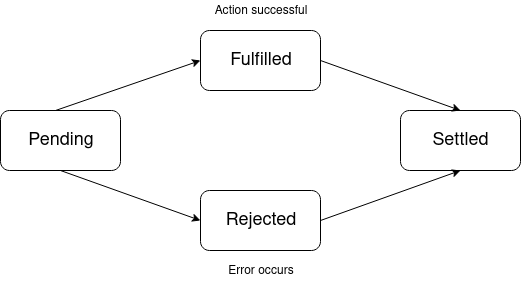 Action successful
Fulfilled
Pending
Settled
Rejected
Error occurs